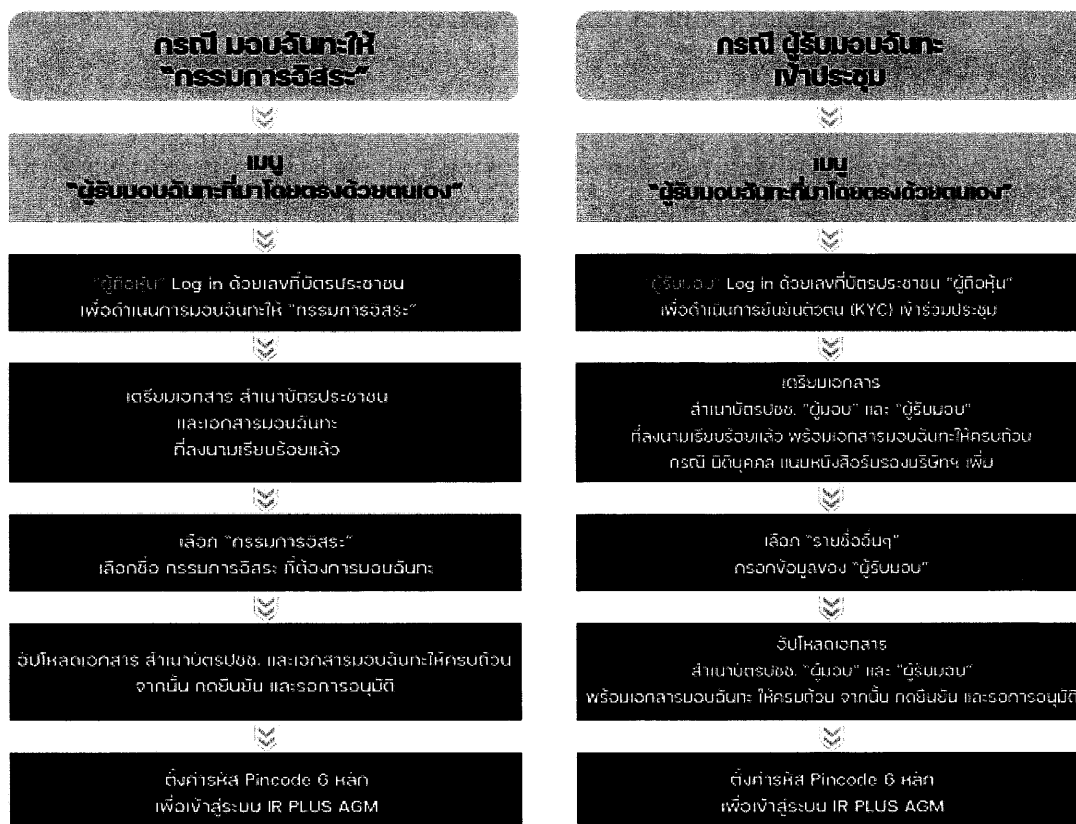 กรณี มอบฉันทะให้
"กรรมการอิสระ"
เมนู
"ผู้รับมอบฉันทะที่มาโดยตรงด้วยตนเอง"
"ผู้ถือหุ้น" Log in ด้วยเลขที่บัตรประชาชน
เพื่อดำเนินการมอบฉันทะให้ "กรรมการอิสระ"
เตรียมเอกสาร สำเนาบัตรประชาชน
และเอกสารมอบฉันทะ
ที่ลงนามเรียบร้อยแล้ว
เลือก "กรรมการอิสระ"
เลือกชื่อ กรรมการอิสระ ที่ต้องการมอบฉันทะ
อัปโหลดเอกสาร สำเนาบัตรปชช. และเอกสารมอบฉันทะให้ครบถ้วน
จากนั้น กดยืนยัน และรอการอนุมัติ
ตั้งค่ารหัส Pincode 6 หลัก
เพื่อเข้าสู่ระบบ IR PLUS AGM
กรณี ผู้รับมอบฉันทะ
เข้าประชุม
เมนู
"ผู้รับมอบฉันทะที่มาโดยตรงด้วยตนเอง"
"ผู้รับมอบ" Log in ด้วยเลขที่บัตรประชาชน "ผู้ถือหุ้น"
เพื่อดำเนินการยืนยันตัวตน (KYC) เข้าร่วมประชุม
เตรียมเอกสาร
สำเนาบัตรปชช. "ผู้มอบ" และ "ผู้รับมอบ"
ที่ลงนามเรียบร้อยแล้ว พร้อมเอกสารมอบฉันทะให้ครบถ้วน
กรณี นิติบุคคล แนบหนังสือรับรองบริษัทฯ เพิ่ม
เลือก "รายชื่ออื่นๆ"
กรอกข้อมูลของ "ผู้รับมอบ"
อัปโหลดเอกสาร
สำเนาบัตรปชช. "ผู้มอบ" และ "ผู้รับมอบ"
พร้อมเอกสารมอบฉันทะ ให้ครบถ้วน จากนั้น กดยืนยัน และรอการอนุมัติ
ตั้งค่ารหัส Pincode 6 หลัก
เพื่อเข้าสู่ระบบ IR PLUS AGM